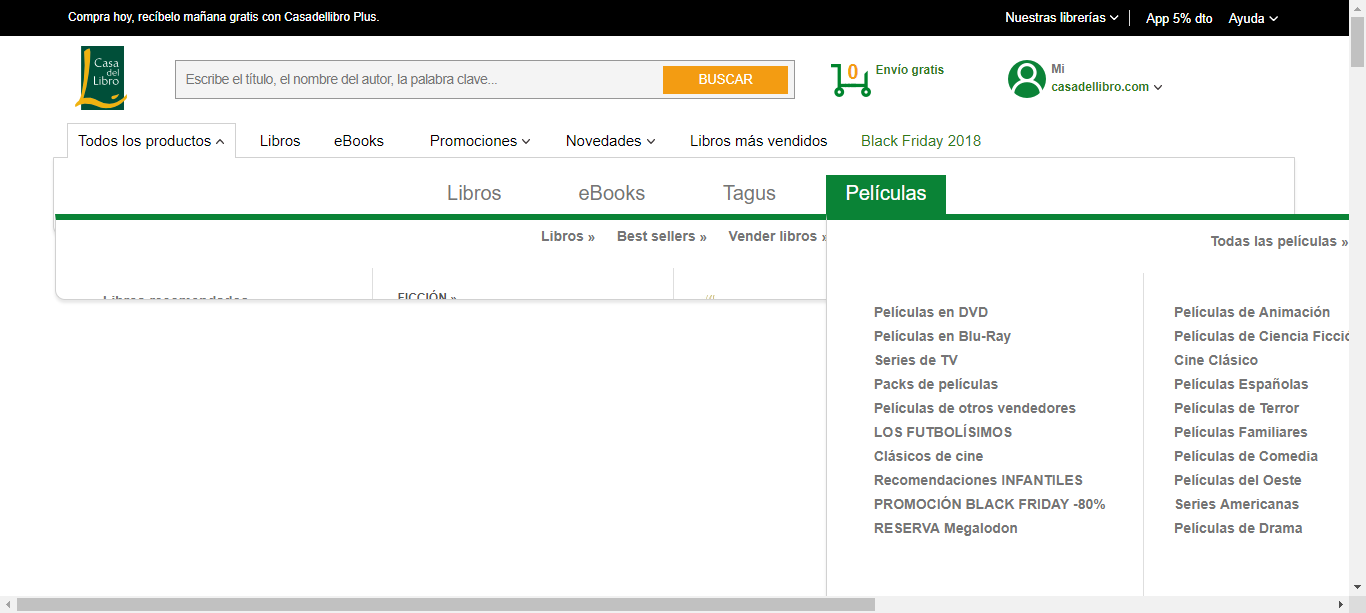 Compra hoy, recíbelo mañana gratis con Casadellibro Plus.
Nuestras librerías
App 5% dto
Ayuda
Casa
del
Libro
Escribe el título, el nombre del autor, la palabra clave...
BUSCAR
0
Envío gratis
Mi
casadellibro.com
Todos los productos
Libros
eBooks
Promociones
Novedades
Libros más vendidos
Black Friday 2018
Libros
eBooks
Tagus
Películas
Libros »
Best sellers »
Vender libros »
Todas las películas »
Libros recomendados
FICCIÓN »
Películas en DVD
Películas en Blu-Ray
Series de TV
Packs de películas
Películas de otros vendedores
LOS FUTBOLÍSIMOS
Clásicos de cine
Recomendaciones INFANTILES
PROMOCIÓN BLACK FRIDAY -80%
RESERVA Megalodon
Películas de Animación
Películas de Ciencia Ficció
Cine Clásico
Películas Españolas
Películas de Terror
Películas Familiares
Películas de Comedia
Películas del Oeste
Series Americanas
Películas de Drama